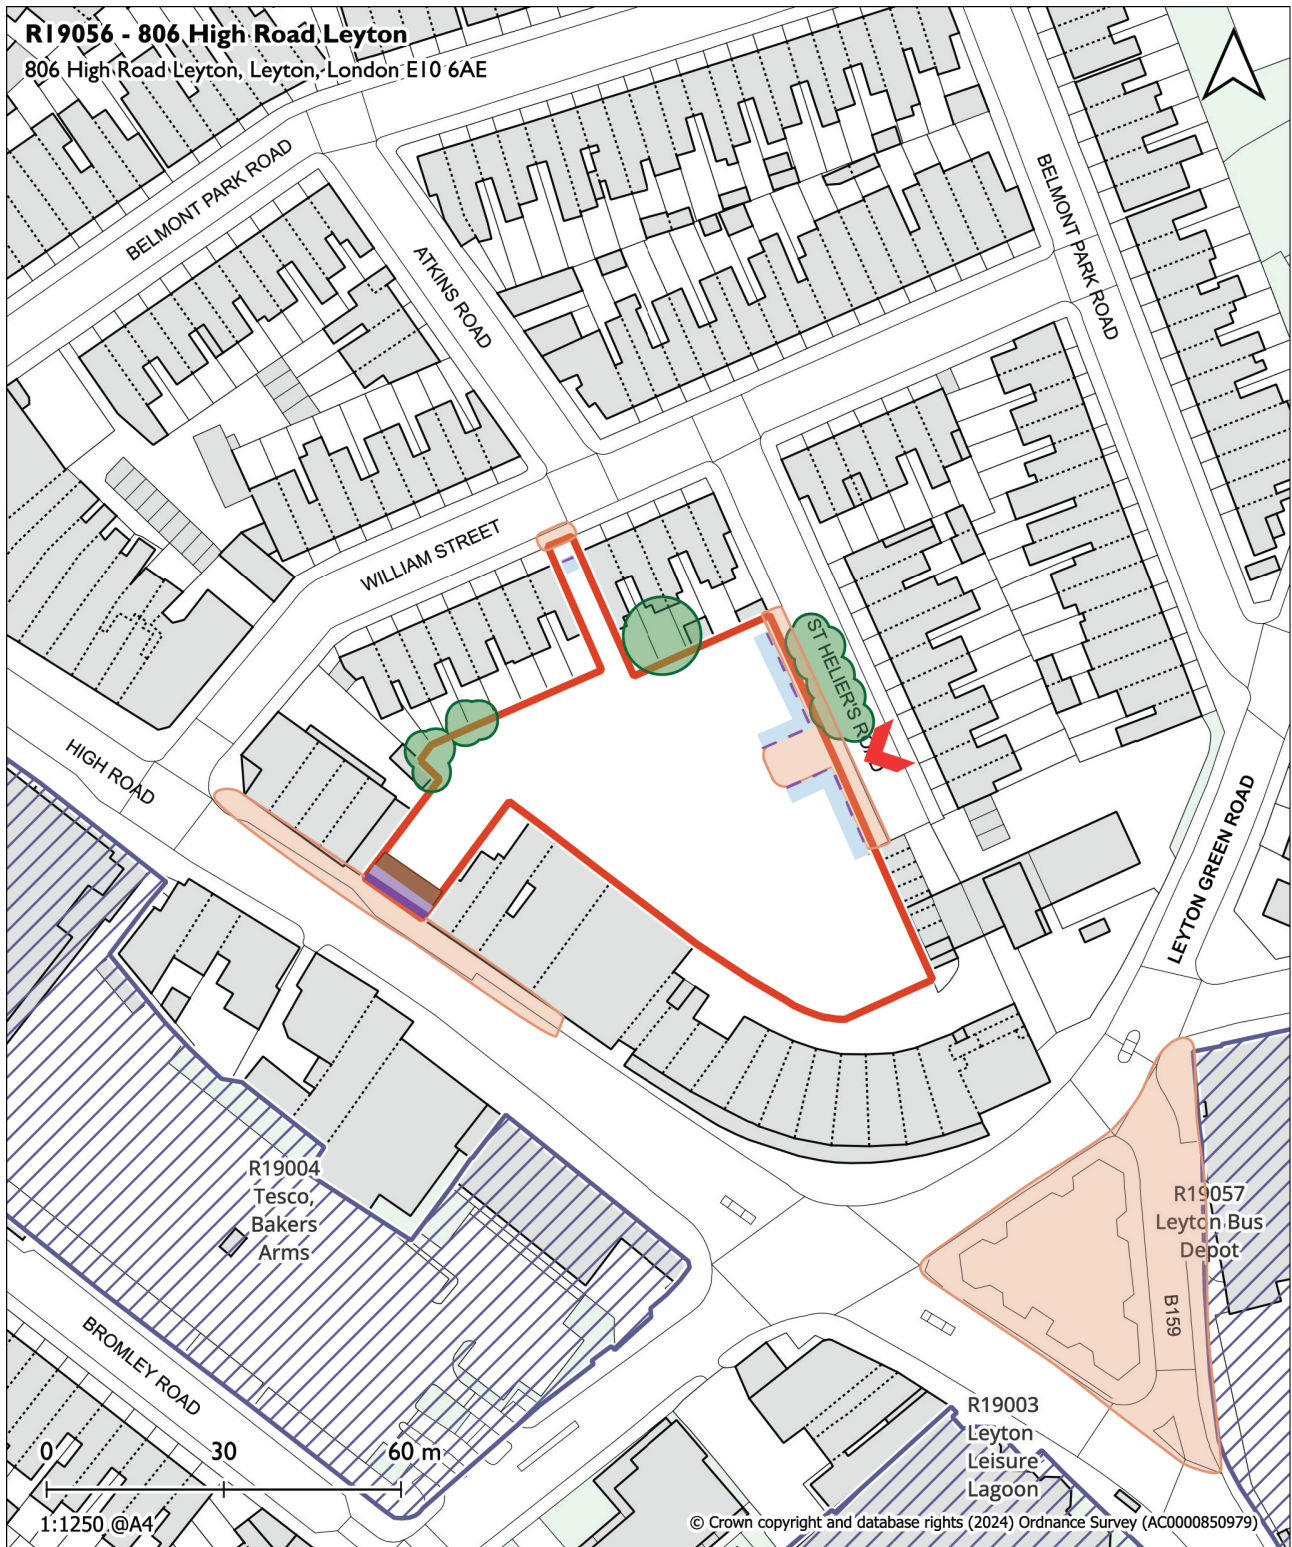 R19056 - 806 High Road Leyton
806 High Road Leyton, Leyton, London E10 6AE
BELMONT PARK ROAD
ATKINS ROAD
BELMONT PARK ROAD
WILLIAM STREET
ST HELIER'S ROAD
HIGH ROAD
LEYTON GREEN ROAD
R19004
Tesco,
Bakers
Arms
R19057
Leyton Bus
Depot
B159
BROMLEY ROAD
R19003
Leyton
Leisure
Lagoon
0 30 60 m
1:1250 @A4
© Crown copyright and database rights (2024) Ordnance Survey (AC0000850979)